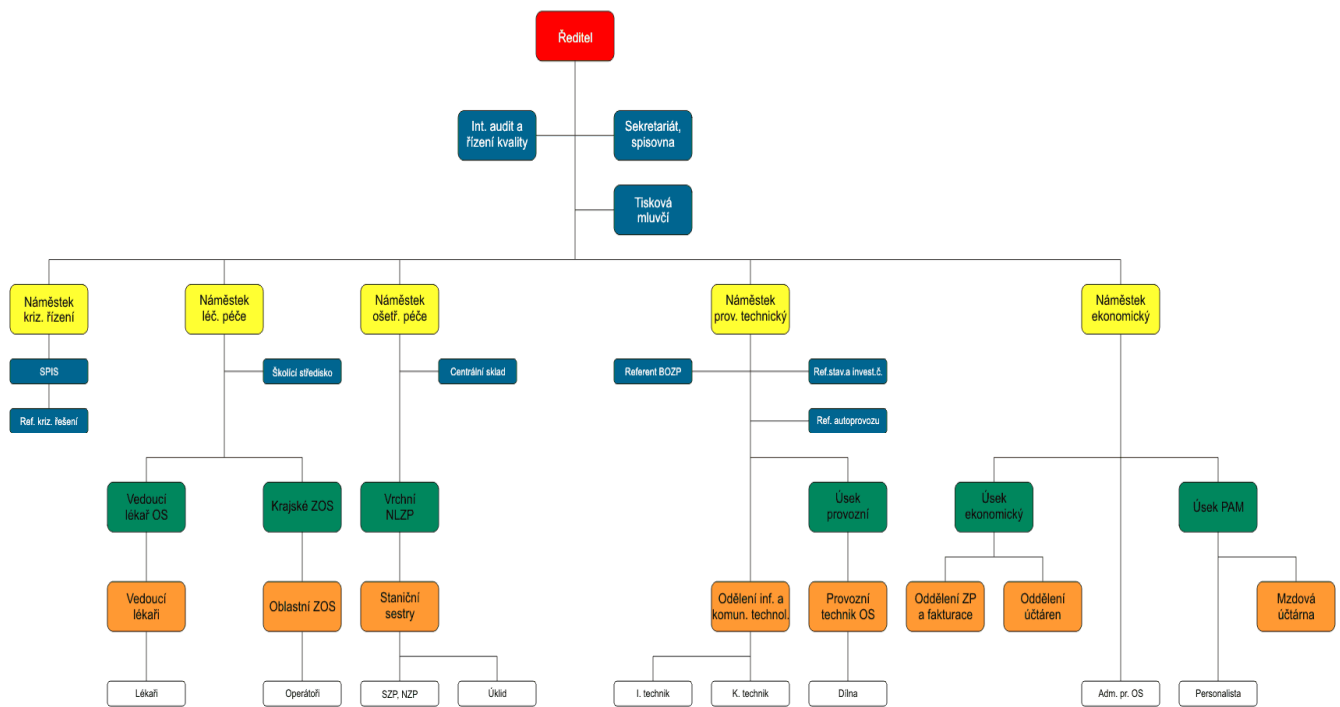 Ředitel
Int. audit a
řízení kvality
Sekretariát,
spisovna
Tisková
mluvčí
Náměstek
kriz. řízení
Náměstek
léč. péče
Náměstek
ošetř. péče
Náměstek
prov. technický
Náměstek
ekonomický
SPIS
Školící středisko
Centrální sklad
Referent BOZP
Ref.stav.a invest.č.
Ref. kriz. řešení
Ref. autoprovozu
Vedoucí
lékař OS
Krajské ZOS
Vrchní
NLZP
Úsek
provozní
Úsek
ekonomický
Úsek PAM
Vedoucí
lékaři
Oblastní ZOS
Staniční
sestry
Odělení inf. a
komun. technol.
Provozní
technik OS
Oddělení ZP
a fakturace
Oddělení
účtáren
Mzdová
účtárna
Lékaři
Operátoři
SZP, NZP
Úklid
I. technik
K. technik
Dílna
Adm. pr. OS
Personalista